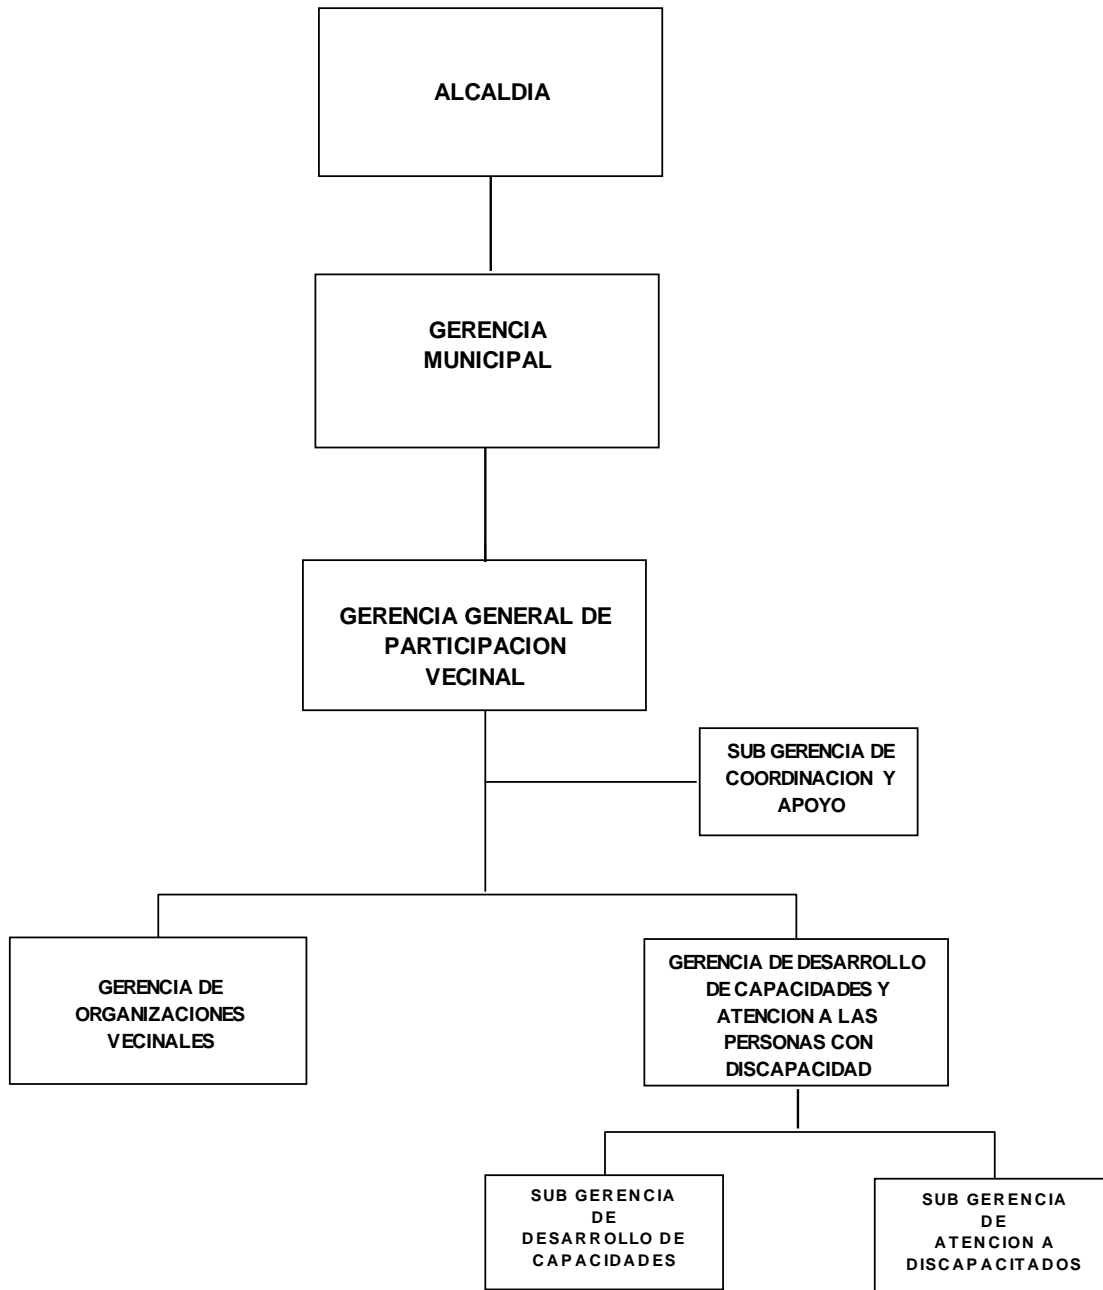 ALCALDIA
GERENCIA
MUNICIPAL
GERENCIA GENERAL DE
PARTICIPACION
VECINAL
SUB GERENCIA DE
COORDINACION Y
APOYO
GERENCIA DE
ORGANIZACIONES
VECINALES
GERENCIA DE DESARROLLO
DE CAPACIDADES Y
ATENCION A LAS
PERSONAS CON
DISCAPACIDAD
SUB GERENCIA
DE
DESARROLLO DE
CAPACIDADES
SUB GERENCIA
DE
ATENCION A
DISCAPACITADOS